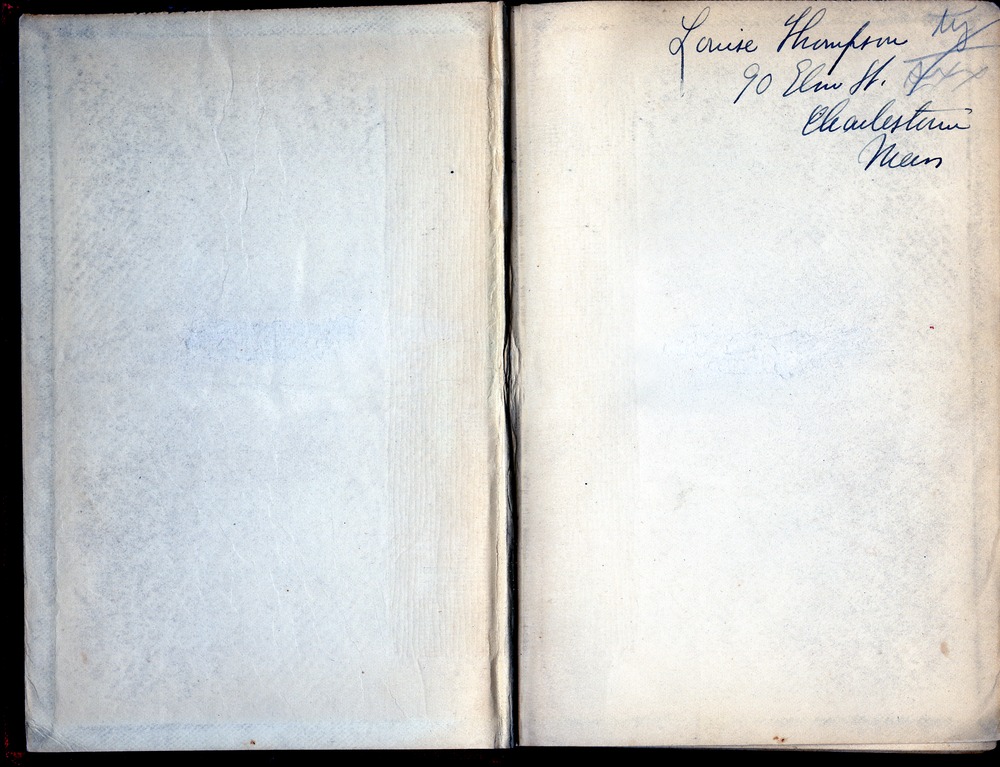 Louise Thompson
90 Elm St.
Charlestown
Mass